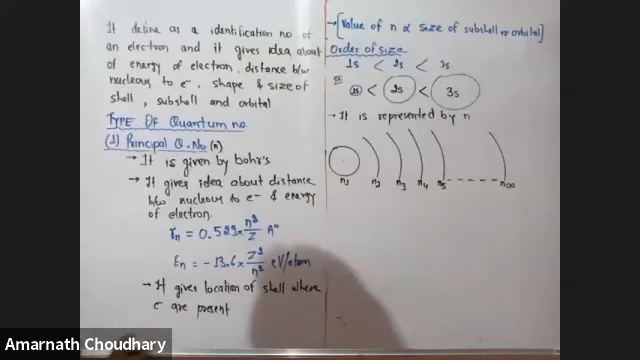 It define as a identification no of
an electron and it gives idea about
of energy of electron, distance b/w
nucleous to e-, shape & size of
shell, subshell and orbital
TYPE OF Quantum no.
(1) Principal Q.No (n)
→ It is given by bohr's
→ It gives idea about distance
b/w nucleous to e- & energy
of electron.
rn = 0.529 × n²/Z A°
En = -13.6 × Z²/n² eV/atom
→ It gives location of shell where
e- are present
→ [Value of n ∝ size of subshell or orbital]
Order of size
1s < 2s < 3s
or
1s < 2s < 3s
→ It is represented by n
n1 n2 n3 n4 n5 ------ n∞
Amarnath Choudhary